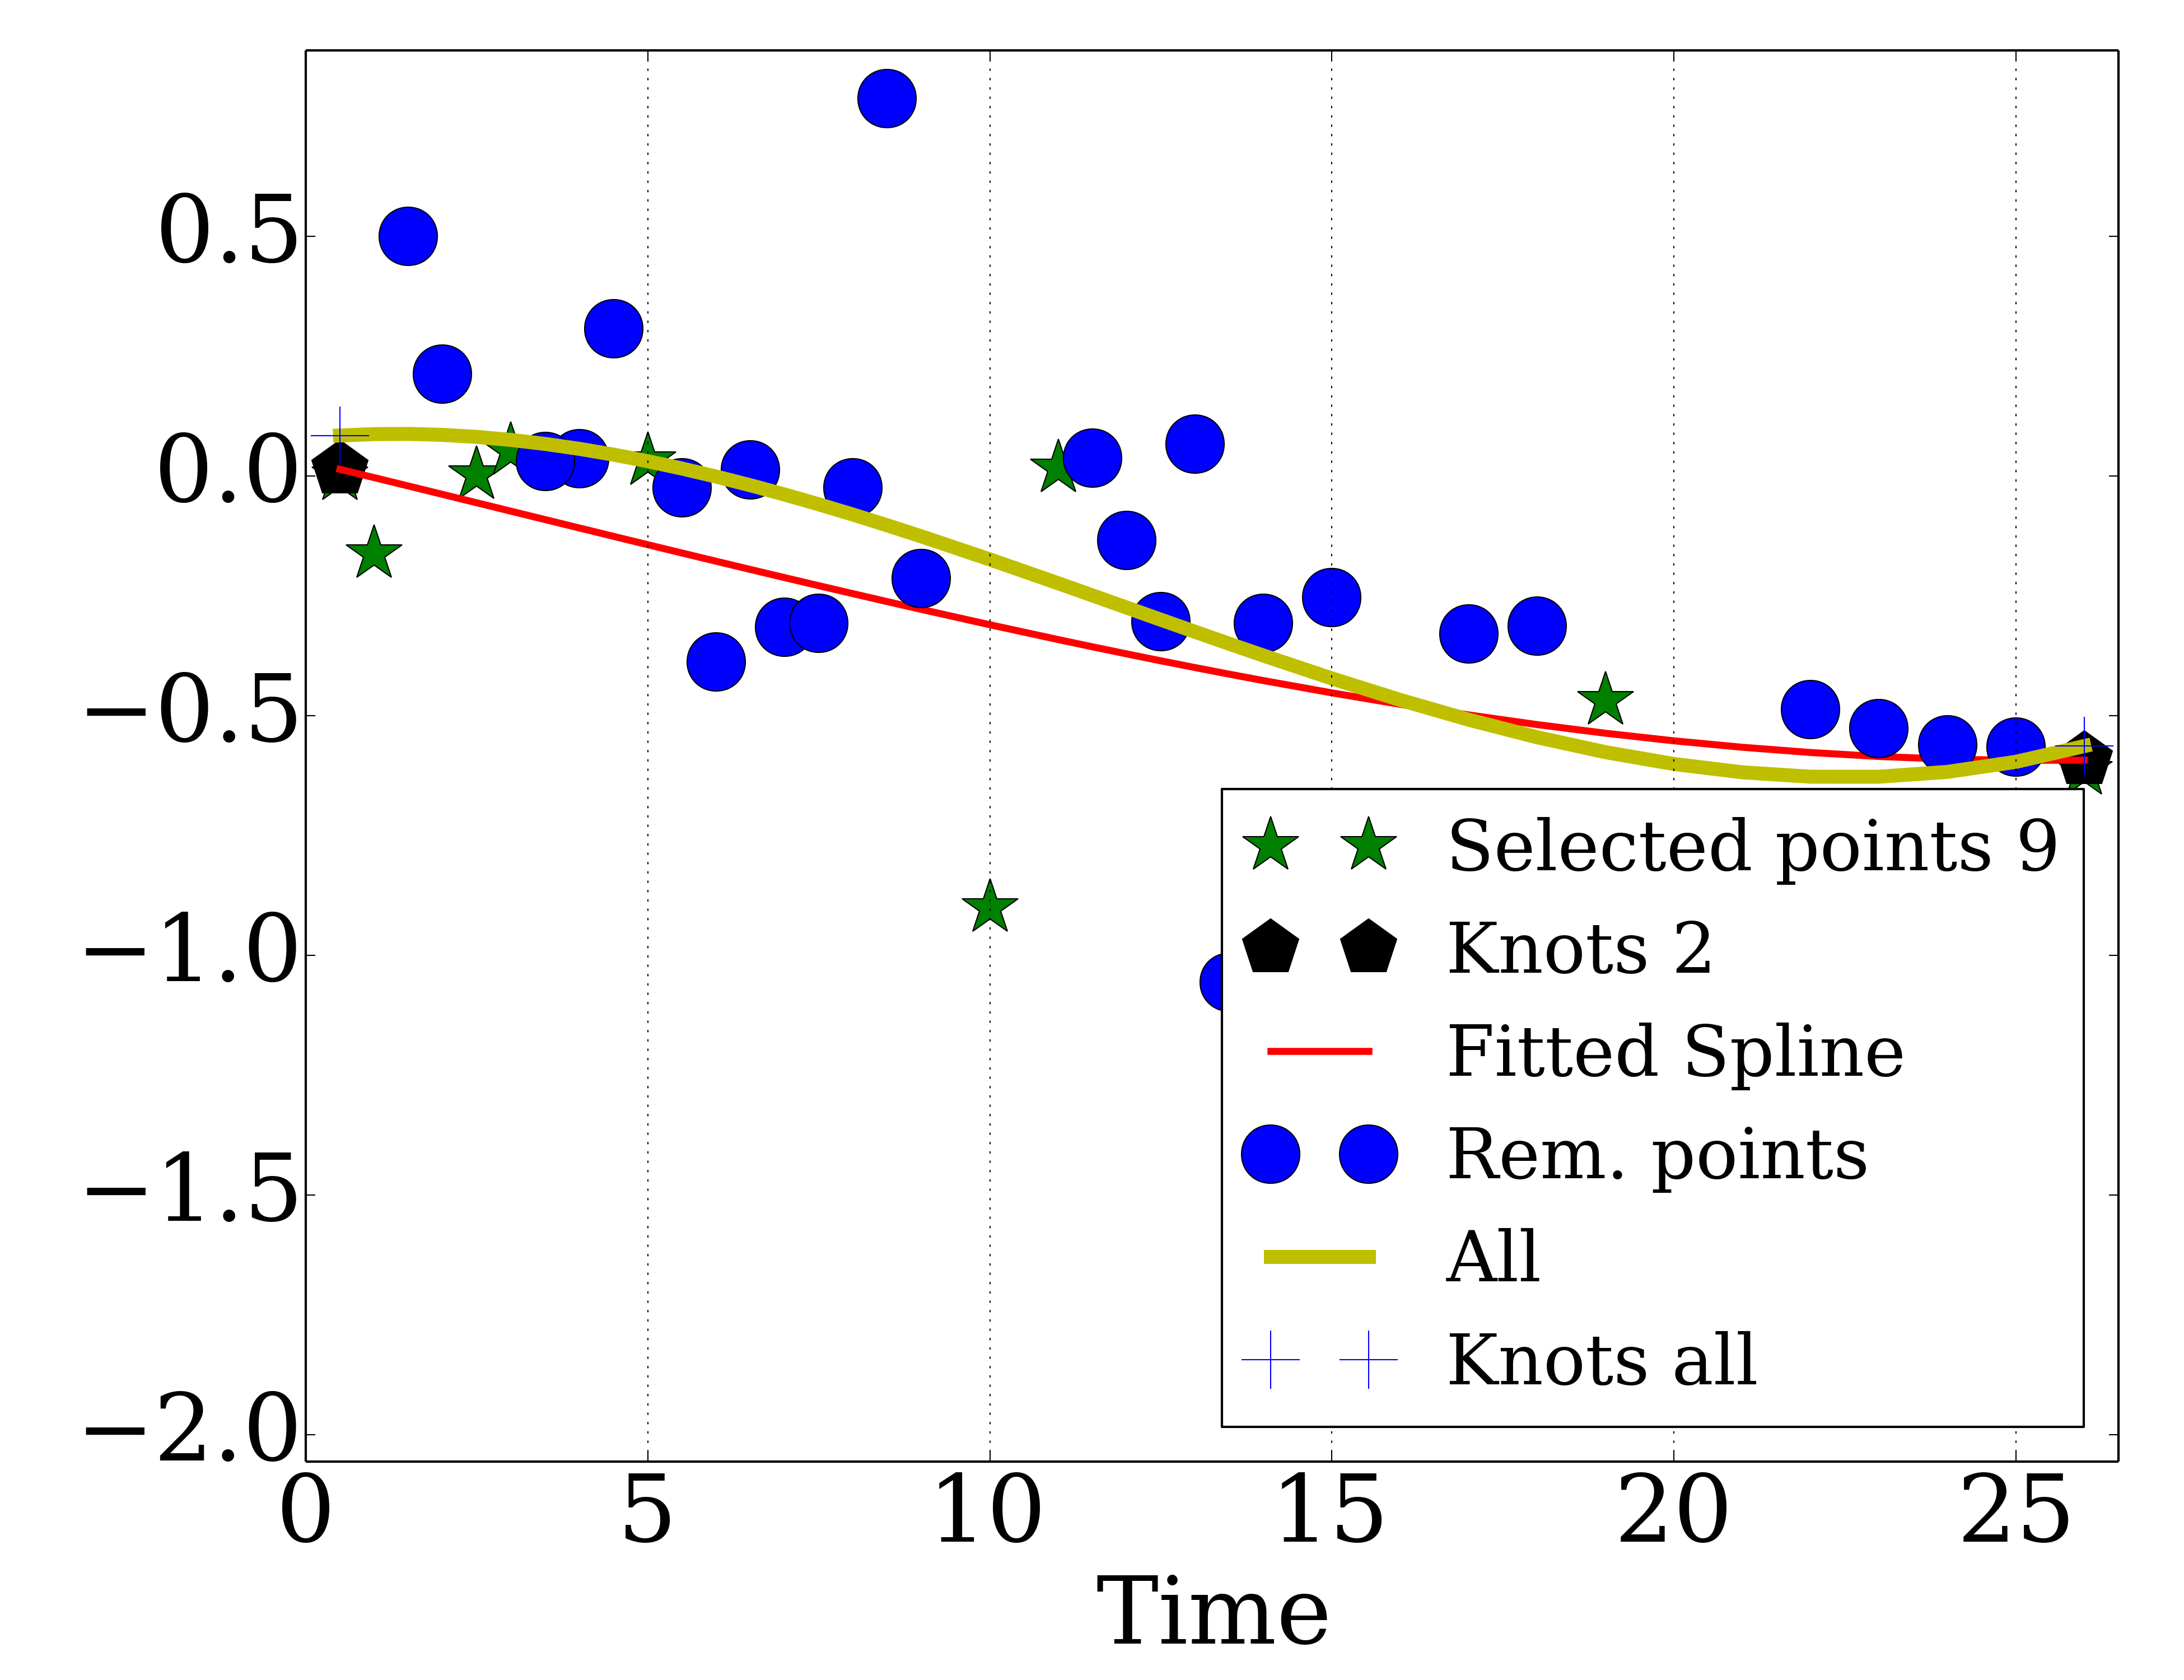 0.5
0.0
−0.5
−1.0
−1.5
−2.0
Selected points 9
Knots 2
Fitted Spline
Rem. points
All
Knots all
0 5 10 15 20 25
Time